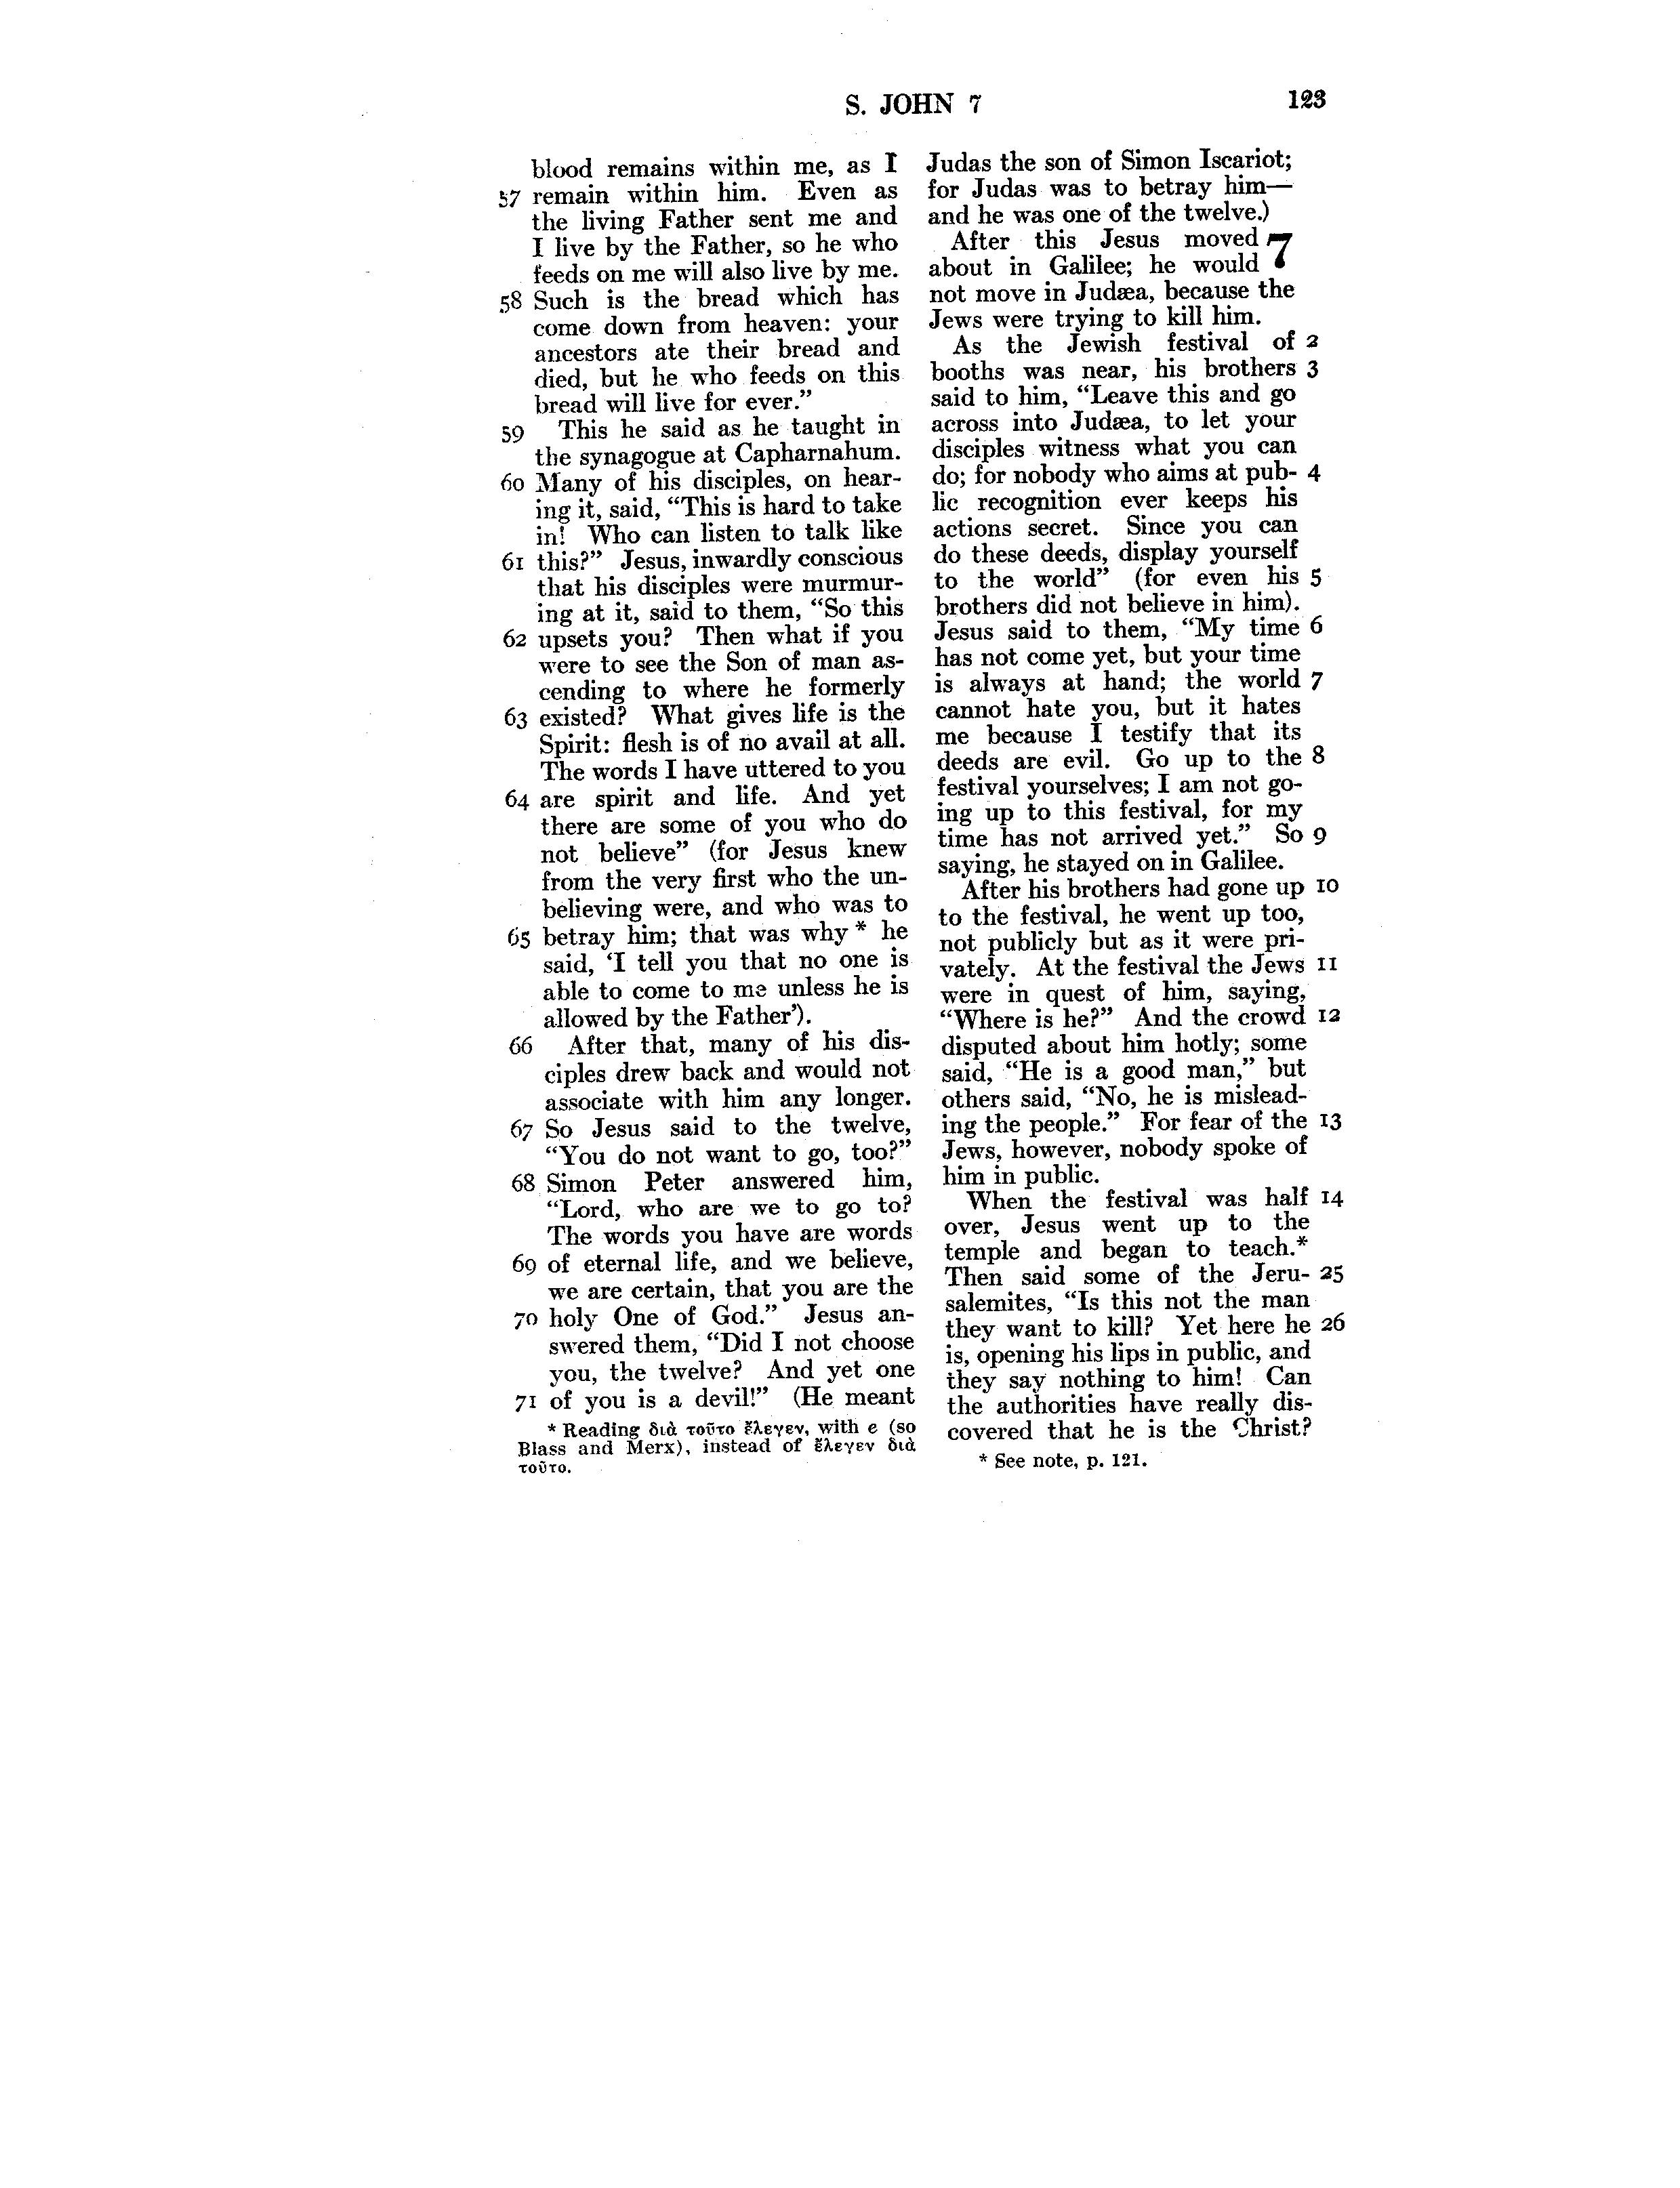 S. JOHN 7 123
blood remains within me, as I
57 remain within him. Even as
the living Father sent me and
I live by the Father, so he who
feeds on me will also live by me.
58 Such is the bread which has
come down from heaven: your
ancestors ate their bread and
died, but he who feeds on this
bread will live for ever.”
59 This he said as he taught in
the synagogue at Capharnahum.
60 Many of his disciples, on hear-
ing it, said, “This is hard to take
in! Who can listen to talk like
61 this?” Jesus, inwardly conscious
that his disciples were murmur-
ing at it, said to them, “So this
62 upsets you? Then what if you
were to see the Son of man as-
cending to where he formerly
63 existed? What gives life is the
Spirit: flesh is of no avail at all.
The words I have uttered to you
64 are spirit and life. And yet
there are some of you who do
not believe” (for Jesus knew
from the very first who the un-
believing were, and who was to
65 betray him; that was why * he
said, ‘I tell you that no one is
able to come to me unless he is
allowed by the Father’).
66 After that, many of his dis-
ciples drew back and would not
associate with him any longer.
67 So Jesus said to the twelve,
“You do not want to go, too?”
68 Simon Peter answered him,
“Lord, who are we to go to?
The words you have are words
69 of eternal life, and we believe,
we are certain, that you are the
70 holy One of God.” Jesus an-
swered them, “Did I not choose
you, the twelve? And yet one
71 of you is a devil!” (He meant
* Reading διὰ τοῦτο ἔλεγεν, with e (so
Blass and Merx), instead of ἔλεγεν διὰ
τοῦτο.
Judas the son of Simon Iscariot;
for Judas was to betray him—
and he was one of the twelve.)
After this Jesus moved 7
about in Galilee; he would
not move in Judæa, because the
Jews were trying to kill him.
As the Jewish festival of 2
booths was near, his brothers 3
said to him, “Leave this and go
across into Judæa, to let your
disciples witness what you can
do; for nobody who aims at pub- 4
lic recognition ever keeps his
actions secret. Since you can
do these deeds, display yourself
to the world” (for even his 5
brothers did not believe in him).
Jesus said to them, “My time 6
has not come yet, but your time
is always at hand; the world 7
cannot hate you, but it hates
me because I testify that its
deeds are evil. Go up to the 8
festival yourselves; I am not go-
ing up to this festival, for my
time has not arrived yet.” So 9
saying, he stayed on in Galilee.
After his brothers had gone up 10
to the festival, he went up too,
not publicly but as it were pri-
vately. At the festival the Jews 11
were in quest of him, saying,
“Where is he?” And the crowd 12
disputed about him hotly; some
said, “He is a good man,” but
others said, “No, he is mislead-
ing the people.” For fear of the 13
Jews, however, nobody spoke of
him in public.
When the festival was half 14
over, Jesus went up to the
temple and began to teach.*
Then said some of the Jeru- 25
salemites, “Is this not the man
they want to kill? Yet here he 26
is, opening his lips in public, and
they say nothing to him! Can
the authorities have really dis-
covered that he is the Christ?
* See note, p. 121.